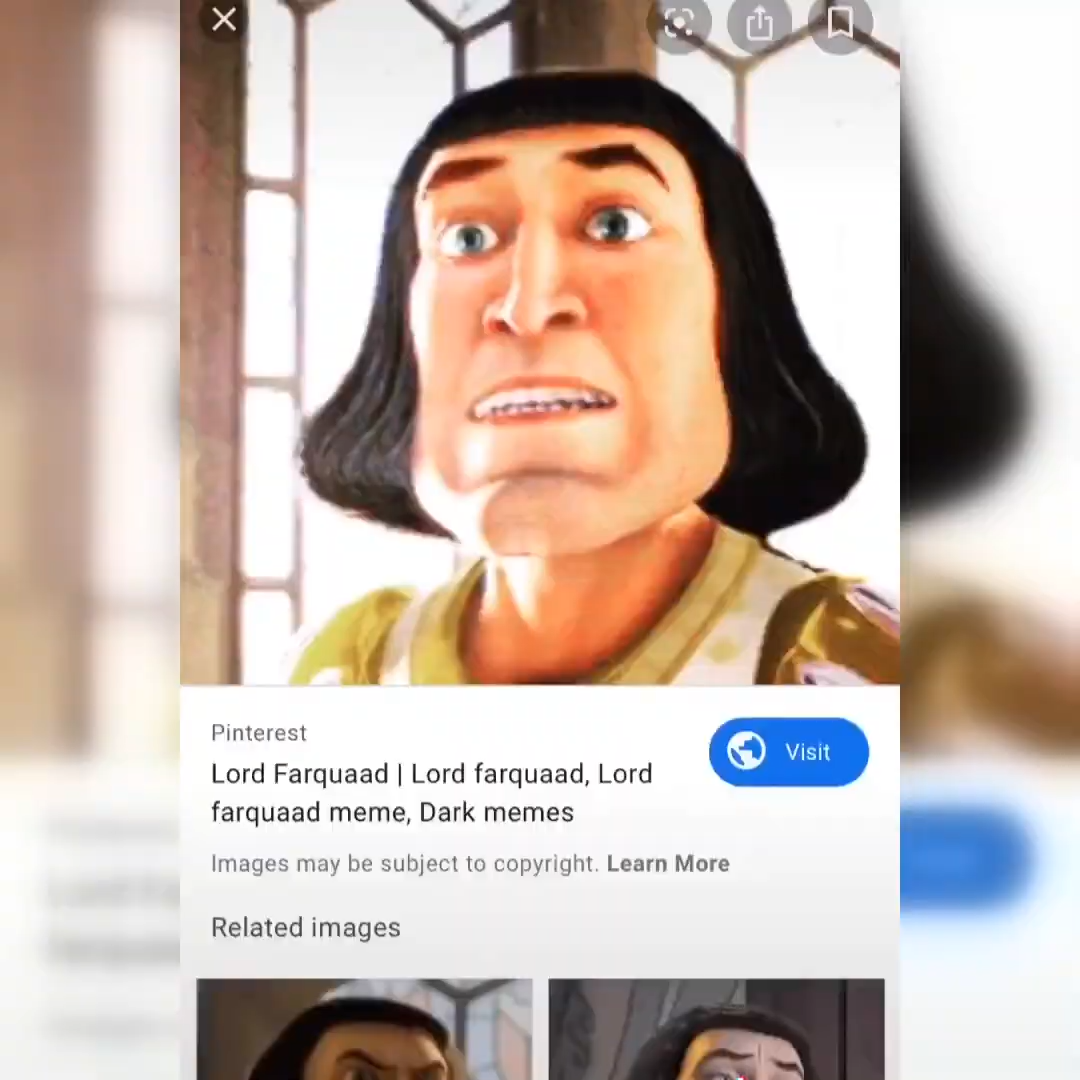 Pinterest
Visit
Lord Farquaad | Lord farquaad, Lord
farquaad meme, Dark memes
Images may be subject to copyright. Learn More
Related images